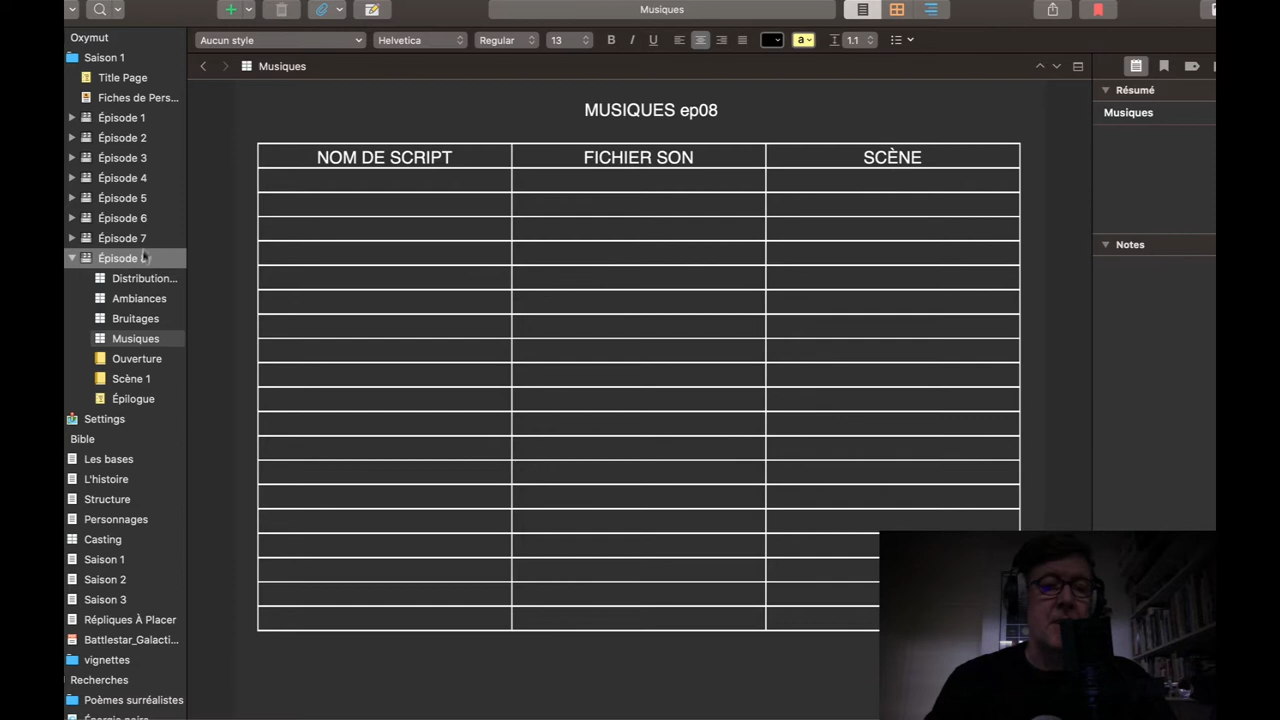 Musiques
Aucun style
Helvetica
Regular
13
B
I
U
a
1.1
Musiques
Oxymut
Saison 1
Title Page
Fiches de Pers...
Épisode 1
Épisode 2
Épisode 3
Épisode 4
Épisode 5
Épisode 6
Épisode 7
Épisode
Distribution...
Ambiances
Bruitages
Musiques
Ouverture
Scène 1
Épilogue
Settings
Bible
Les bases
L'histoire
Structure
Personnages
Casting
Saison 1
Saison 2
Saison 3
Répliques À Placer
Battlestar_Galacti...
vignettes
Recherches
Poèmes surréalistes
MUSIQUES ep08
NOM DE SCRIPT
FICHIER SON
SCÈNE
Résumé
Musiques
Notes